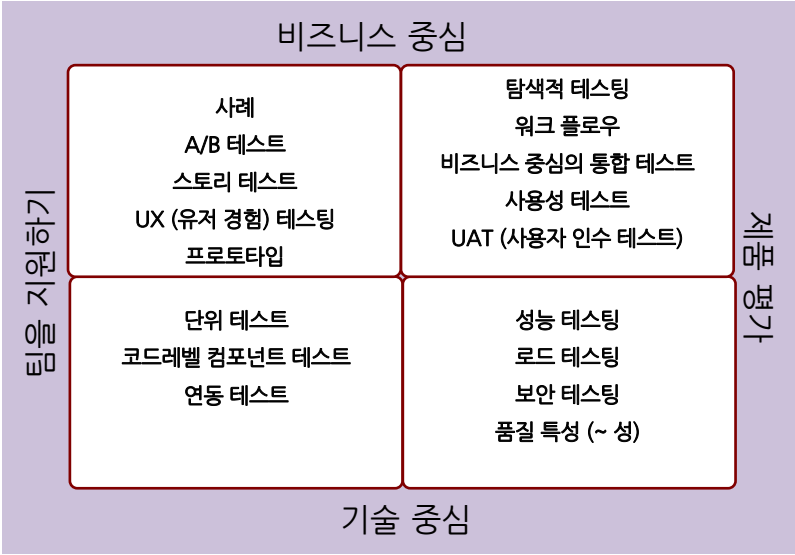 비즈니스 중심
사례
A/B 테스트
스토리 테스트
UX (유저 경험) 테스팅
프로토타입
탐색적 테스팅
워크 플로우
비즈니스 중심의 통합 테스트
사용성 테스트
UAT (사용자 인수 테스트)
팀을 지원하기
제품 평가
단위 테스트
코드레벨 컴포넌트 테스트
연동 테스트
성능 테스팅
로드 테스팅
보안 테스팅
품질 특성 (~ 성)
기술 중심